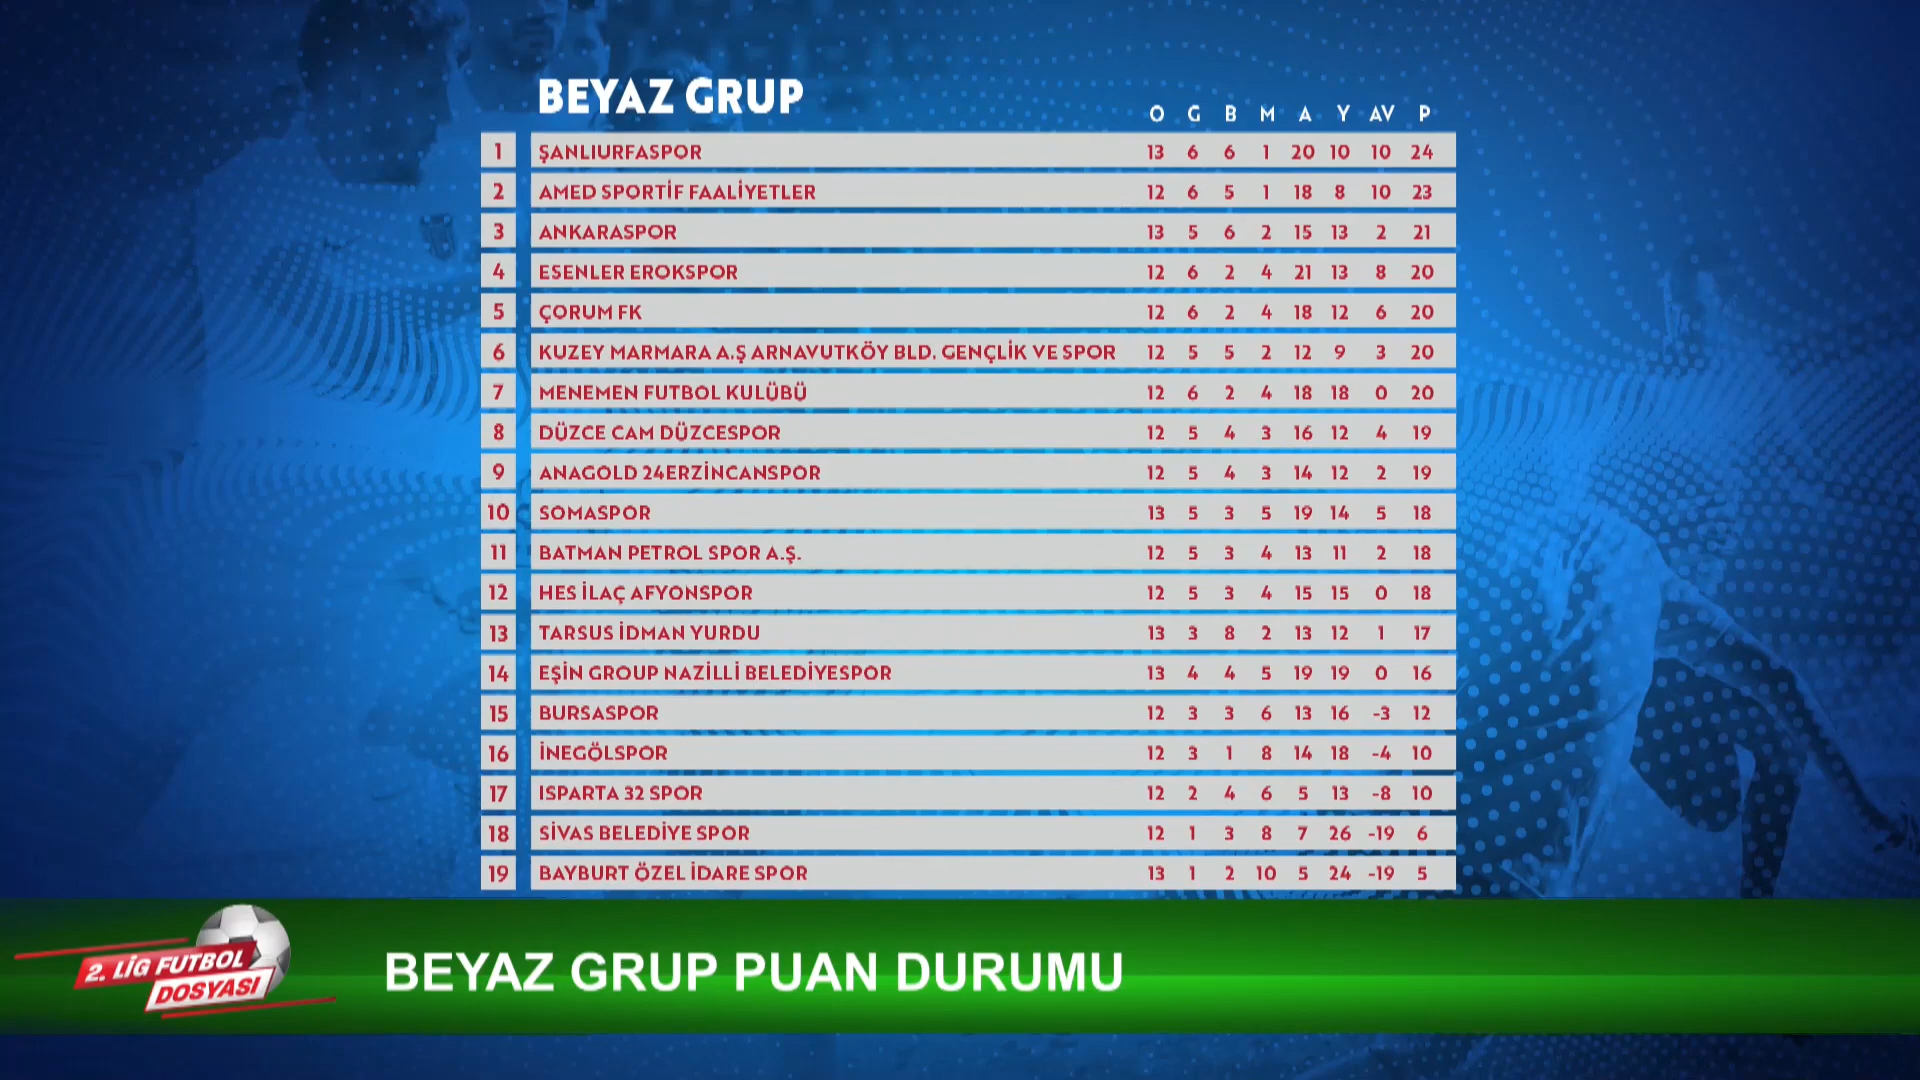 BEYAZ GRUP
O G B M A Y AV P
1 ŞANLIURFASPOR 13 6 6 1 20 10 10 24
2 AMED SPORTİF FAALİYETLER 12 6 5 1 18 8 10 23
3 ANKARASPOR 13 5 6 2 15 13 2 21
4 ESENLER EROKSPOR 12 6 2 4 21 13 8 20
5 ÇORUM FK 12 6 2 4 18 12 6 20
6 KUZEY MARMARA A.Ş ARNAVUTKÖY BLD. GENÇLİK VE SPOR 12 5 5 2 12 9 3 20
7 MENEMEN FUTBOL KULÜBÜ 12 6 2 4 18 18 0 20
8 DÜZCE CAM DÜZCESPOR 12 5 4 3 16 12 4 19
9 ANAGOLD 24ERZİNCANSPOR 12 5 4 3 14 12 2 19
10 SOMASPOR 13 5 3 5 19 14 5 18
11 BATMAN PETROL SPOR A.Ş. 12 5 3 4 13 11 2 18
12 HES İLAÇ AFYONSPOR 12 5 3 4 15 15 0 18
13 TARSUS İDMAN YURDU 13 3 8 2 13 12 1 17
14 EŞİN GROUP NAZİLLİ BELEDİYESPOR 13 4 4 5 19 19 0 16
15 BURSASPOR 12 3 3 6 13 16 -3 12
16 İNEGÖLSPOR 12 3 1 8 14 18 -4 10
17 ISPARTA 32 SPOR 12 2 4 6 5 13 -8 10
18 SİVAS BELEDİYE SPOR 12 1 3 8 7 26 -19 6
19 BAYBURT ÖZEL İDARE SPOR 13 1 2 10 5 24 -19 5
2. LİG FUTBOL
DOSYASI
BEYAZ GRUP PUAN DURUMU